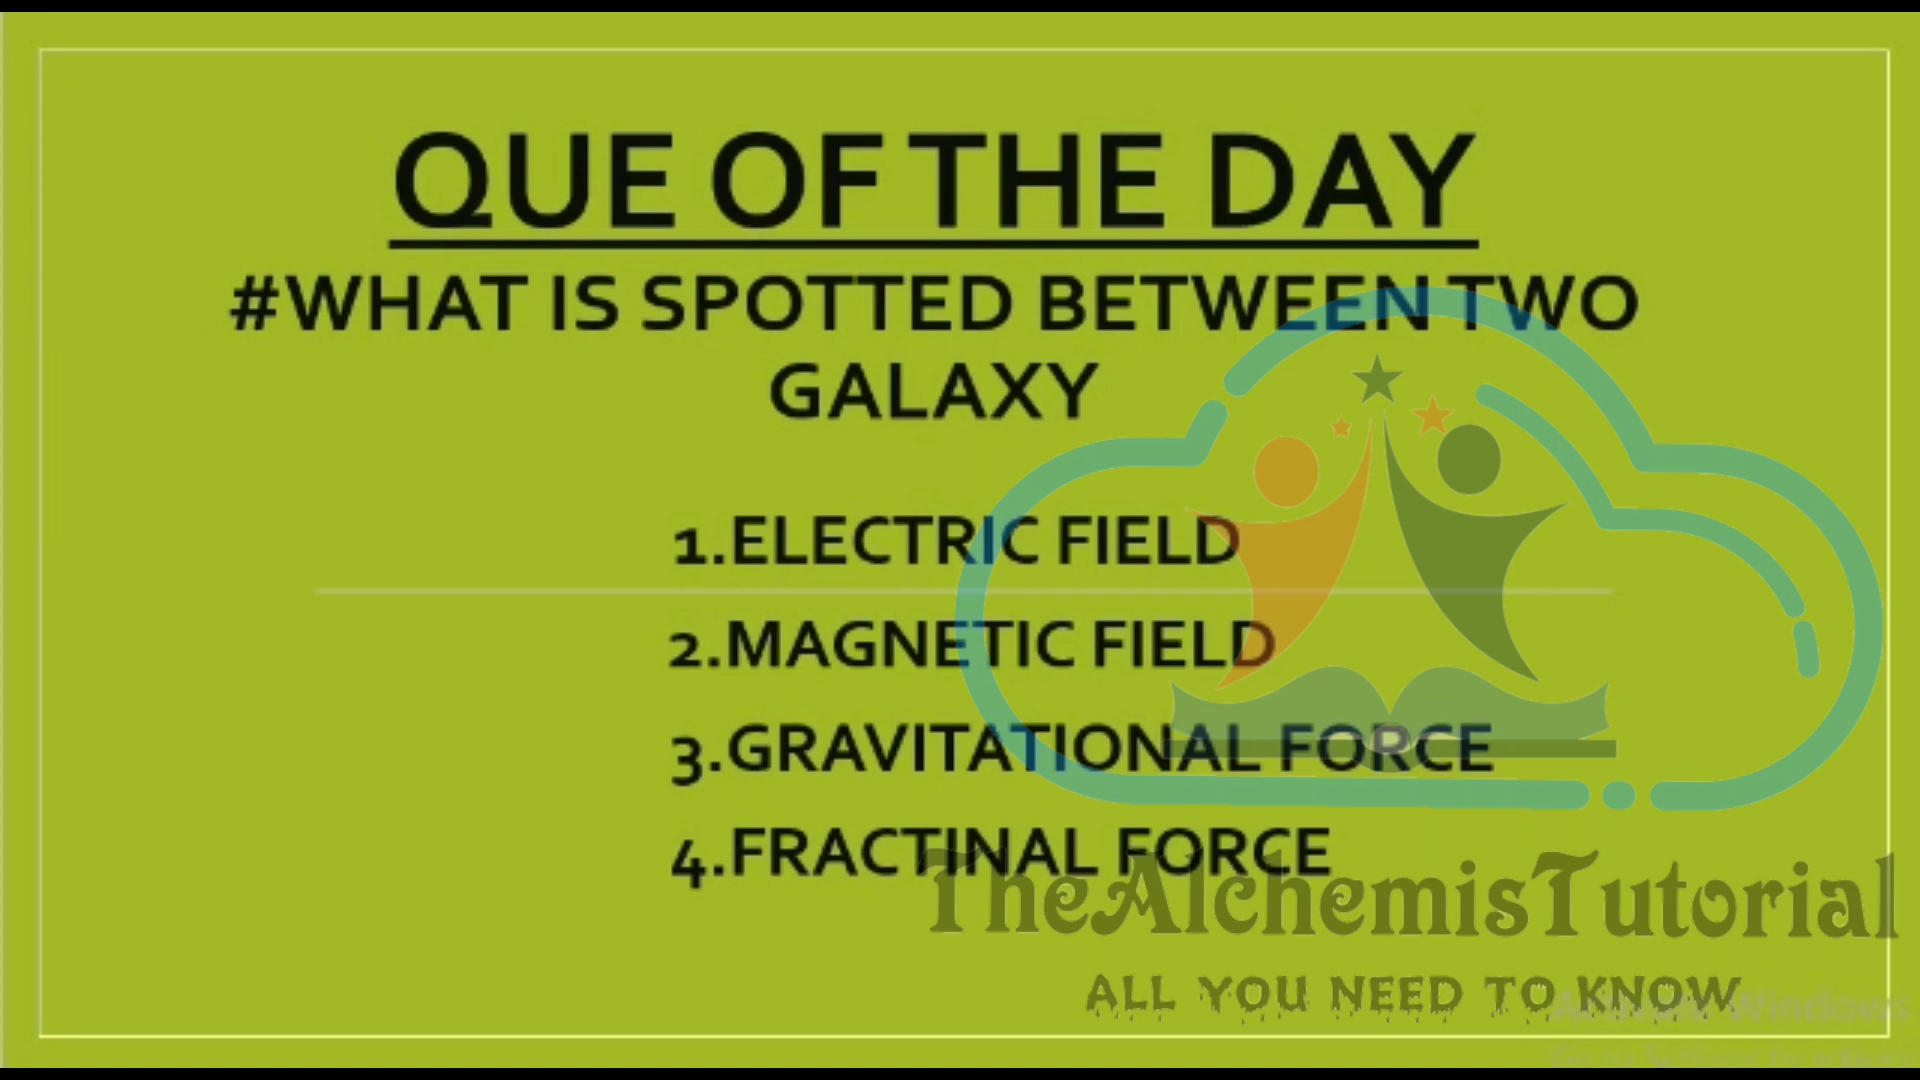 QUE OF THE DAY
#WHAT IS SPOTTED BETWEEN TWO
GALAXY
1.ELECTRIC FIELD
2.MAGNETIC FIELD
3.GRAVITATIONAL FORCE
4.FRACTINAL FORCE
TheAlchemisTutorial
ALL YOU NEED TO KNOW
Windows